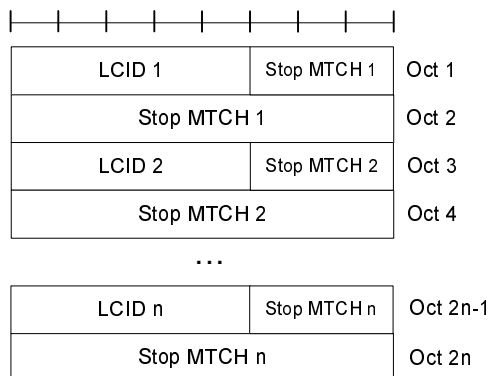 LCID 1 Stop MTCH 1 Oct 1
Stop MTCH 1 Oct 2
LCID 2 Stop MTCH 2 Oct 3
Stop MTCH 2 Oct 4
...
LCID n Stop MTCH n Oct 2n-1
Stop MTCH n Oct 2n